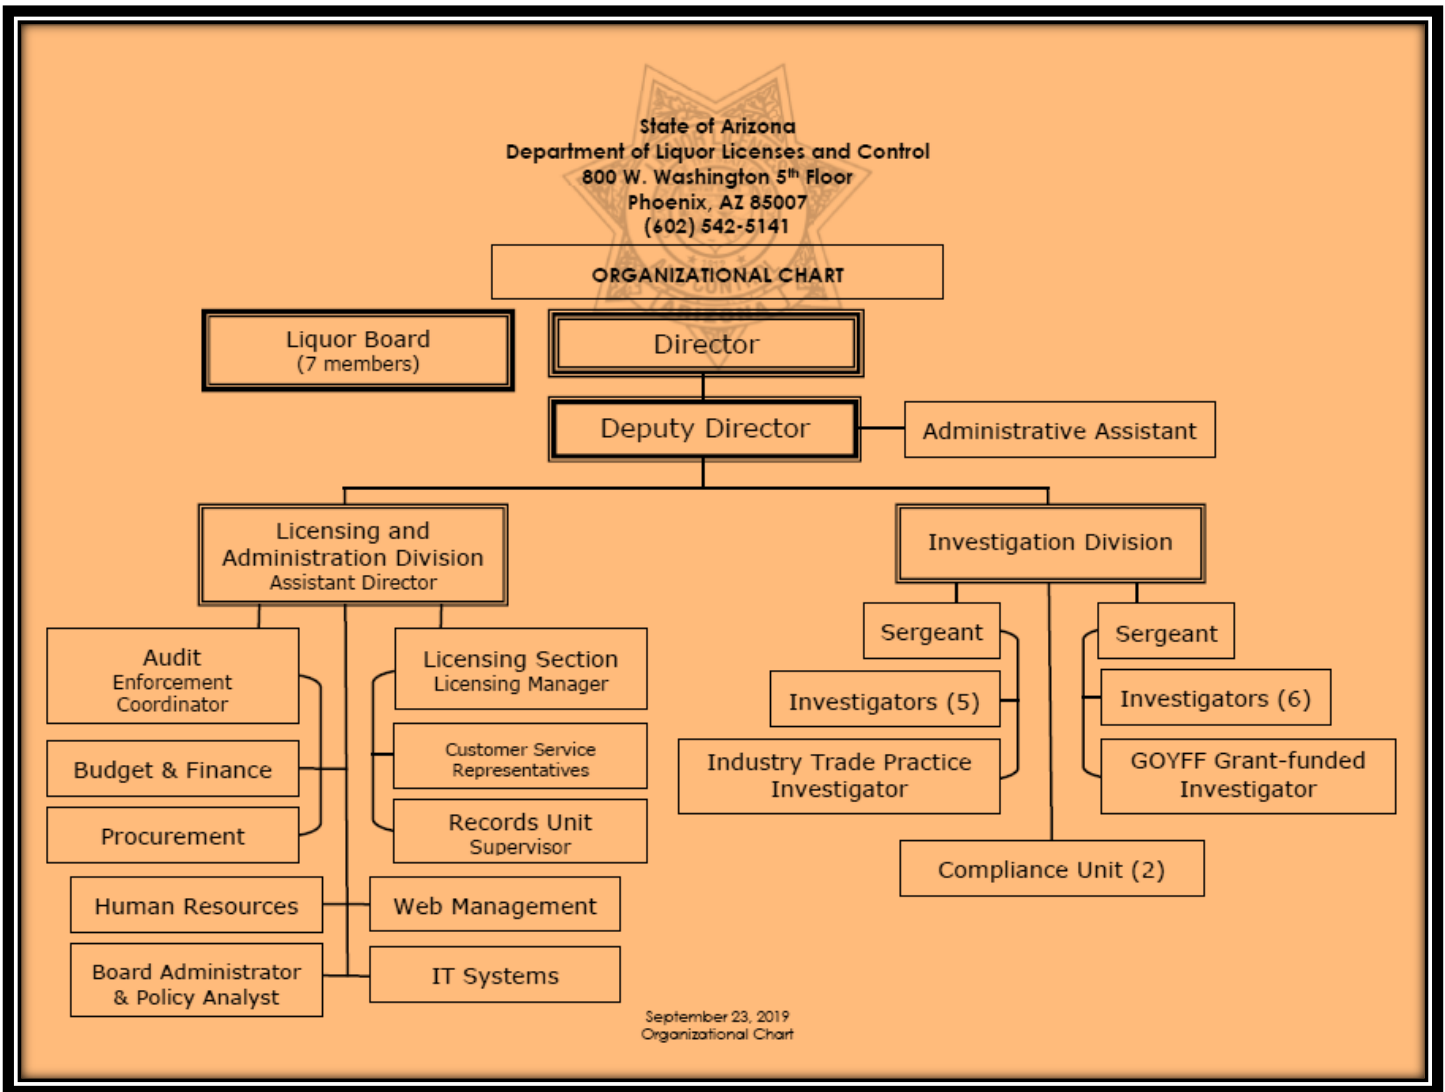 State of Arizona
Department of Liquor Licenses and Control
800 W. Washington 5th Floor
Phoenix, AZ 85007
(602) 542-5141
ORGANIZATIONAL CHART
Liquor Board
(7 members)
Director
Deputy Director
Administrative Assistant
Licensing and
Administration Division
Assistant Director
Investigation Division
Audit
Enforcement
Coordinator
Licensing Section
Licensing Manager
Budget & Finance
Customer Service
Representatives
Procurement
Records Unit
Supervisor
Human Resources
Web Management
Board Administrator
& Policy Analyst
IT Systems
Sergeant
Investigators (5)
Industry Trade Practice
Investigator
Sergeant
Investigators (6)
GOYFF Grant-funded
Investigator
Compliance Unit (2)
September 23, 2019
Organizational Chart
ARIZONA